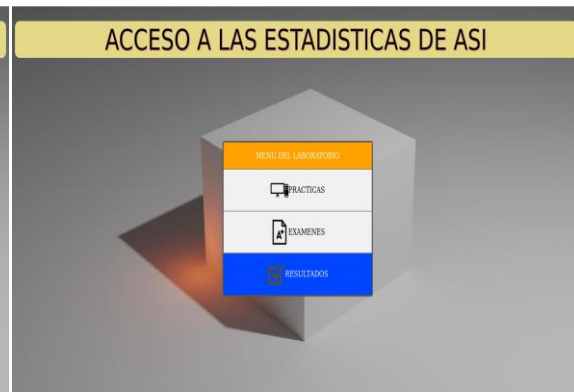 ACCESO A LAS ESTADISTICAS DE ASI
MENU DEL LABORATORIO
PRACTICAS
EXAMENES
RESULTADOS